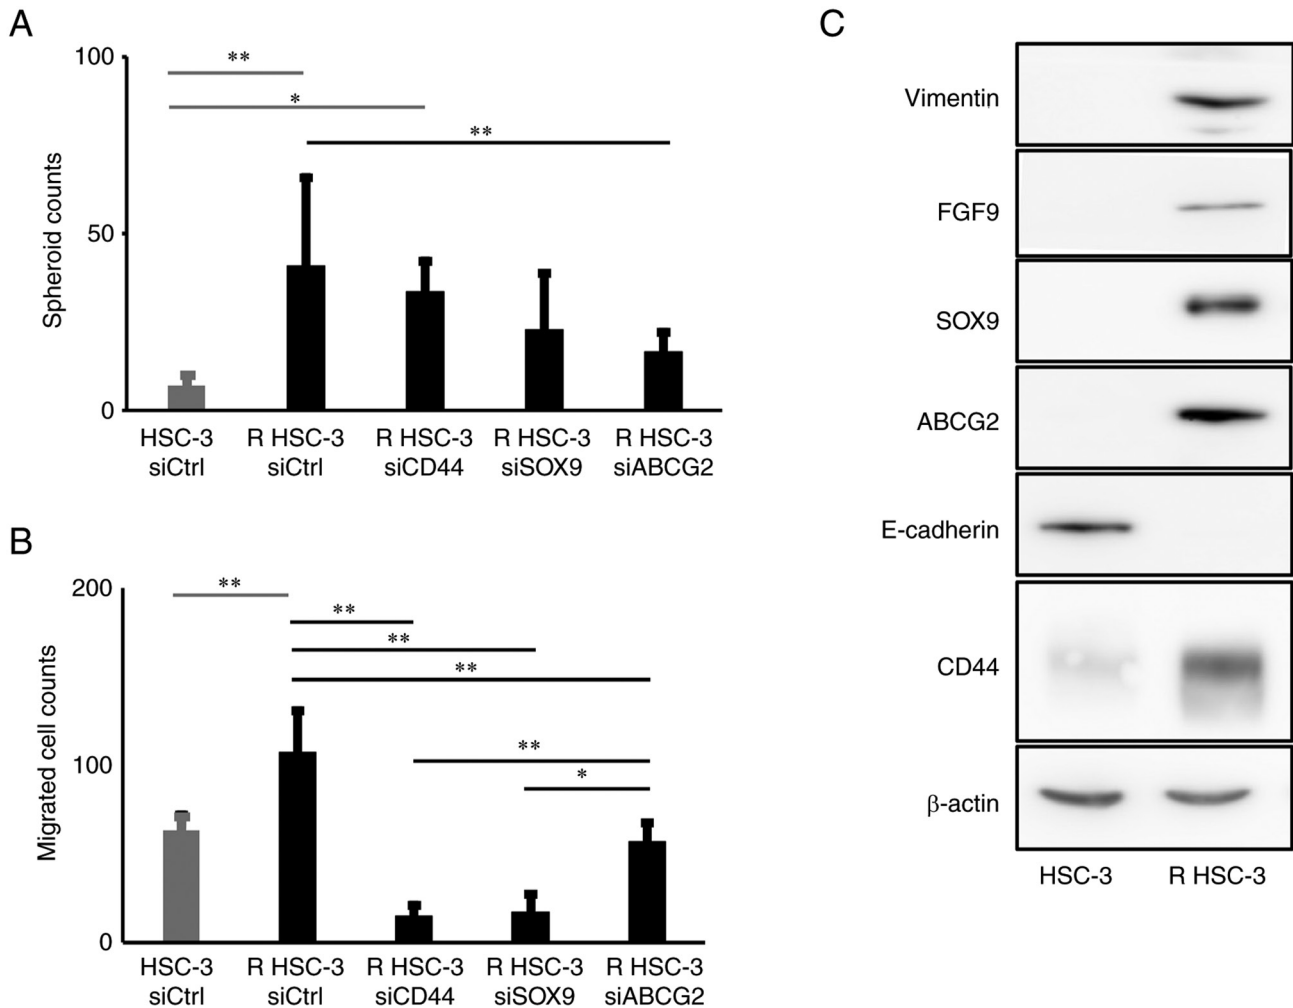 A
100
50
0
Spheroid counts
**
*
**
HSC-3
siCtrl
R HSC-3
siCtrl
R HSC-3
siCD44
R HSC-3
siSOX9
R HSC-3
siABCG2
B
200
100
0
Migrated cell counts
**
**
**
**
**
*
HSC-3
siCtrl
R HSC-3
siCtrl
R HSC-3
siCD44
R HSC-3
siSOX9
R HSC-3
siABCG2
C
Vimentin
FGF9
SOX9
ABCG2
E-cadherin
CD44
β-actin
HSC-3
R HSC-3